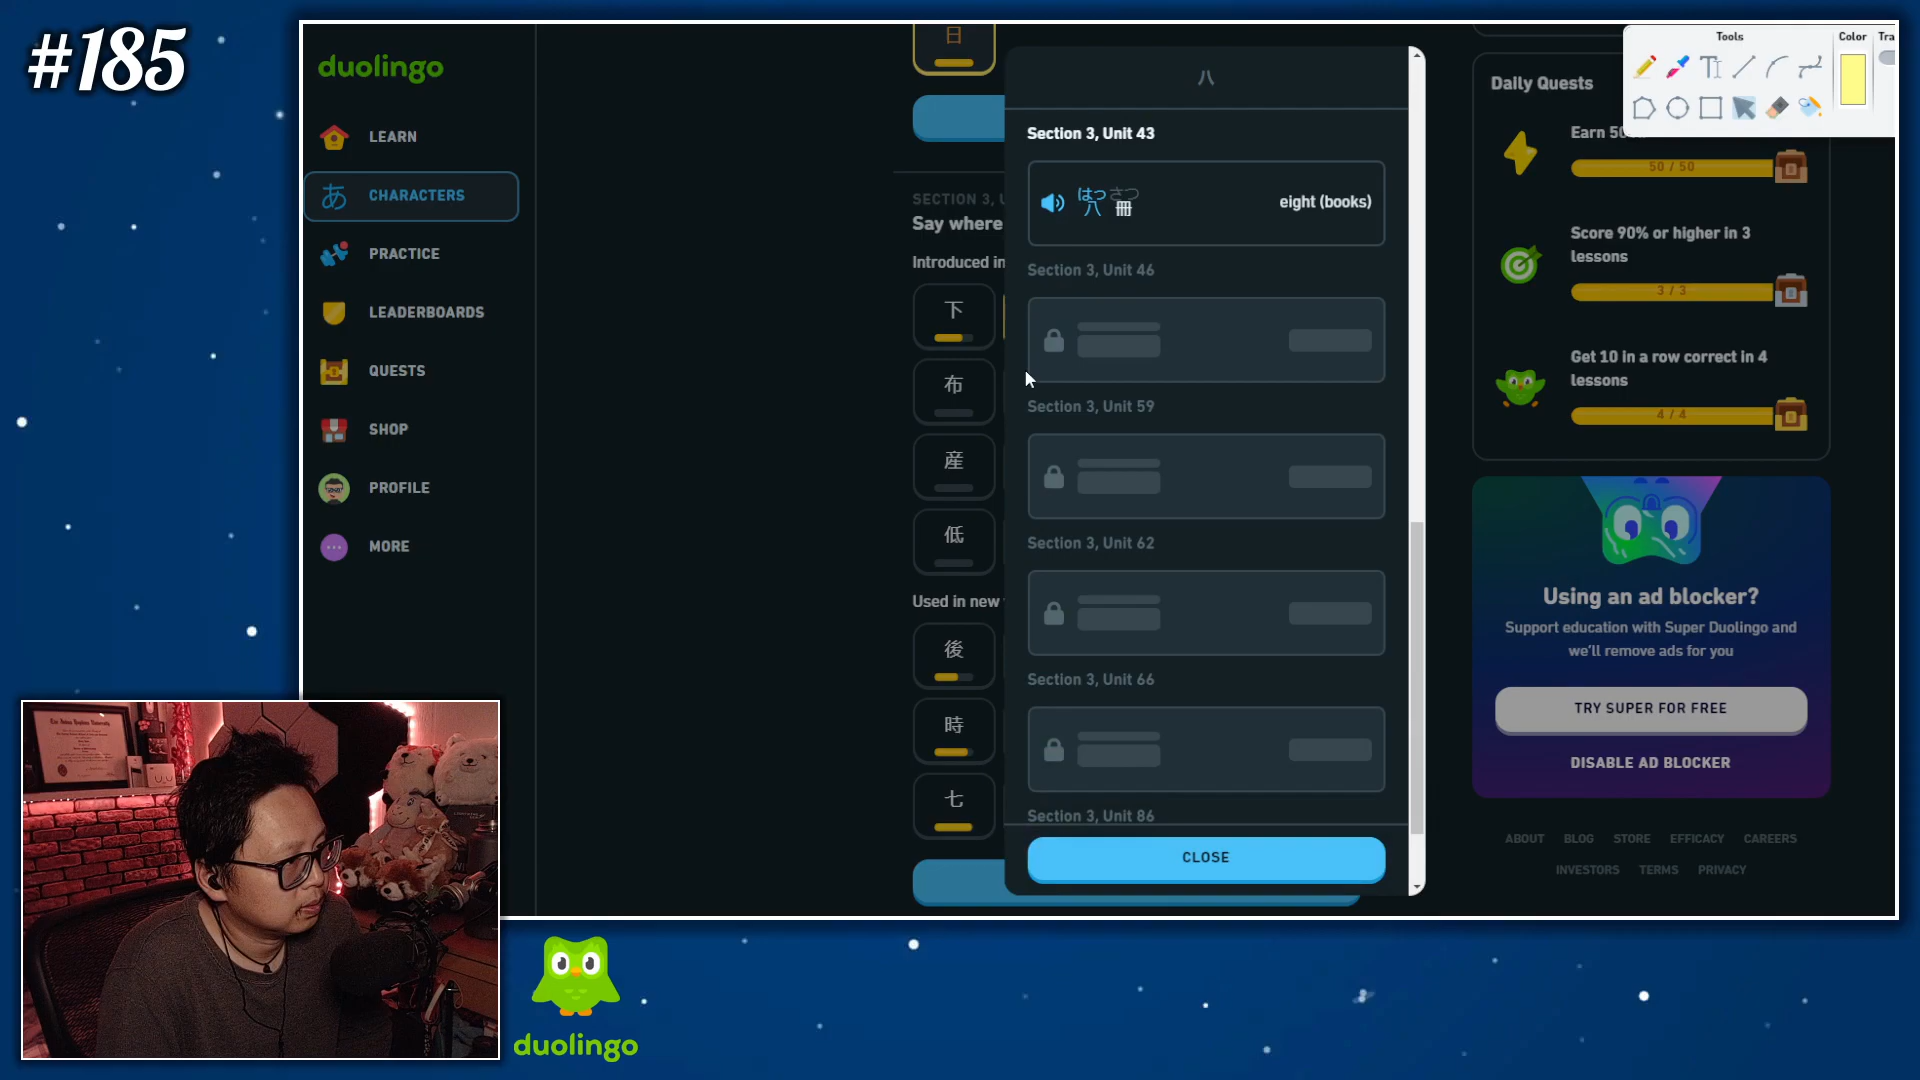 #185
duolingo
LEARN
あ CHARACTERS
PRACTICE
LEADERBOARDS
QUESTS
SHOP
PROFILE
MORE
日
SECTION 3, U
Say where
Introduced in
下
布
産
低
Used in new
後
時
七
八
Section 3, Unit 43
はっさつ
八冊
eight (books)
Section 3, Unit 46
Section 3, Unit 59
Section 3, Unit 62
Section 3, Unit 66
Section 3, Unit 86
CLOSE
Tools
Color
Tra
Daily Quests
Earn 50
50 / 50
Score 90% or higher in 3
lessons
3 / 3
Get 10 in a row correct in 4
lessons
4 / 4
Using an ad blocker?
Support education with Super Duolingo and
we'll remove ads for you
TRY SUPER FOR FREE
DISABLE AD BLOCKER
ABOUT BLOG STORE EFFICACY CAREERS
INVESTORS TERMS PRIVACY
duolingo